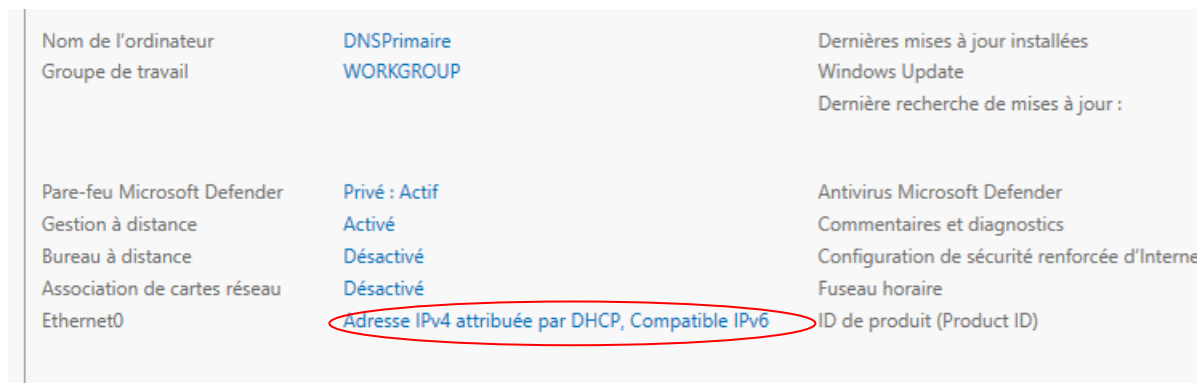 Nom de l'ordinateur DNSPrimaire Dernières mises à jour installées
Groupe de travail WORKGROUP Windows Update
Dernière recherche de mises à jour :
Pare-feu Microsoft Defender Privé : Actif Antivirus Microsoft Defender
Gestion à distance Activé Commentaires et diagnostics
Bureau à distance Désactivé Configuration de sécurité renforcée d'Interne
Association de cartes réseau Désactivé Fuseau horaire
Ethernet0 Adresse IPv4 attribuée par DHCP, Compatible IPv6 ID de produit (Product ID)